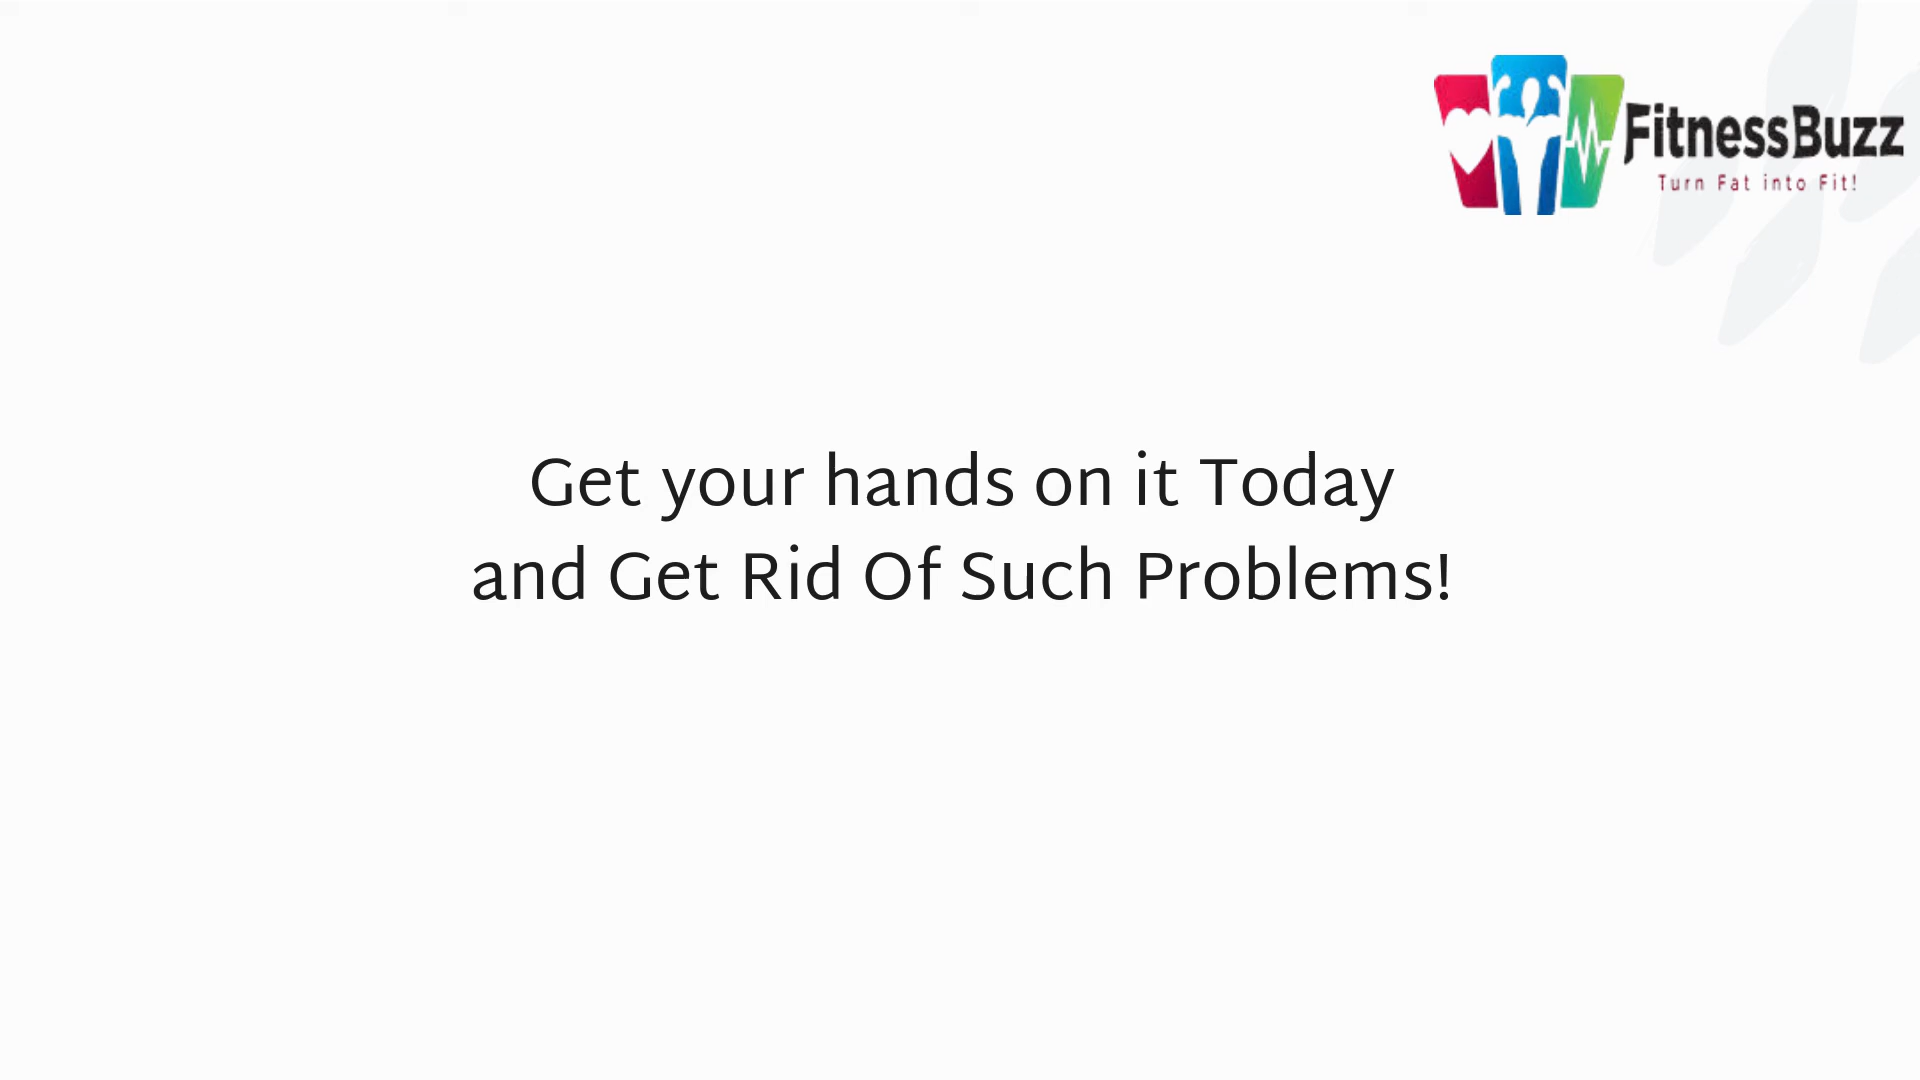 FitnessBuzz
Turn Fat into Fit!
Get your hands on it Today
and Get Rid Of Such Problems!